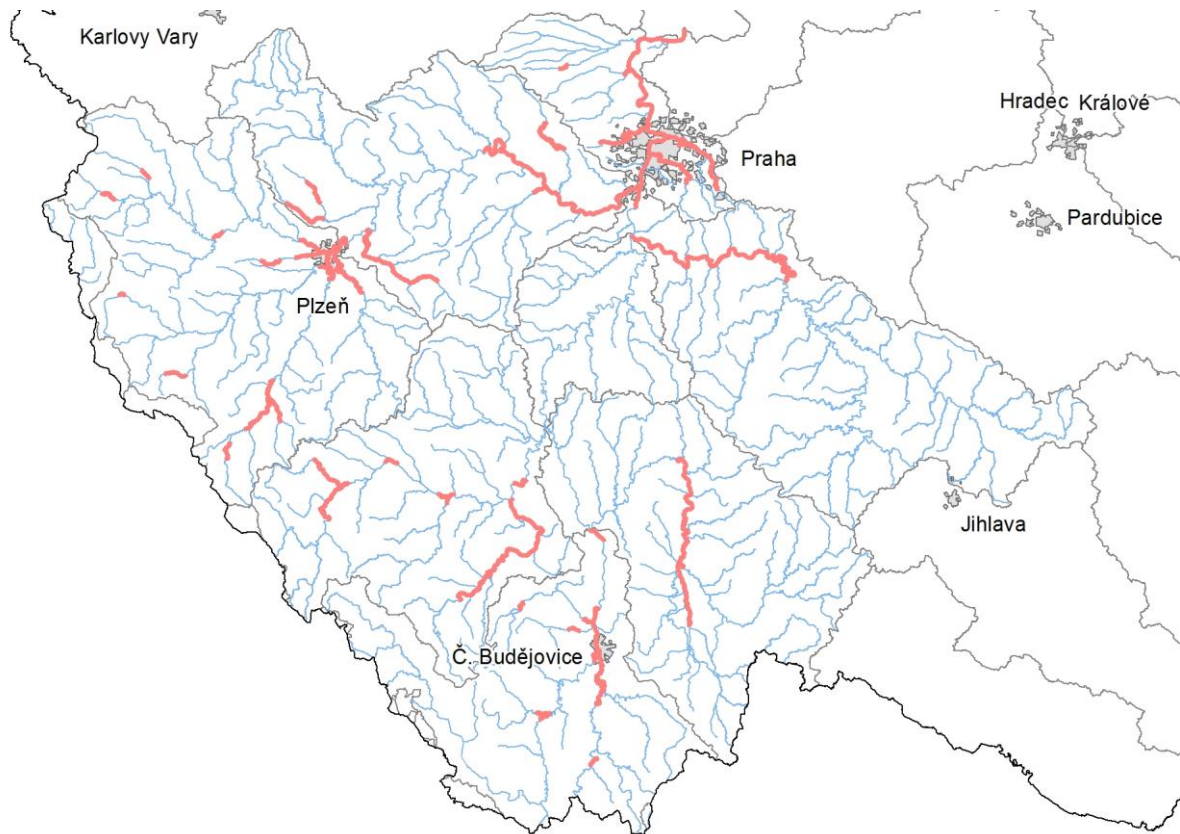 Karlovy Vary
Hradec Králové
Praha
Pardubice
Plzeň
Jihlava
Č. Budějovice